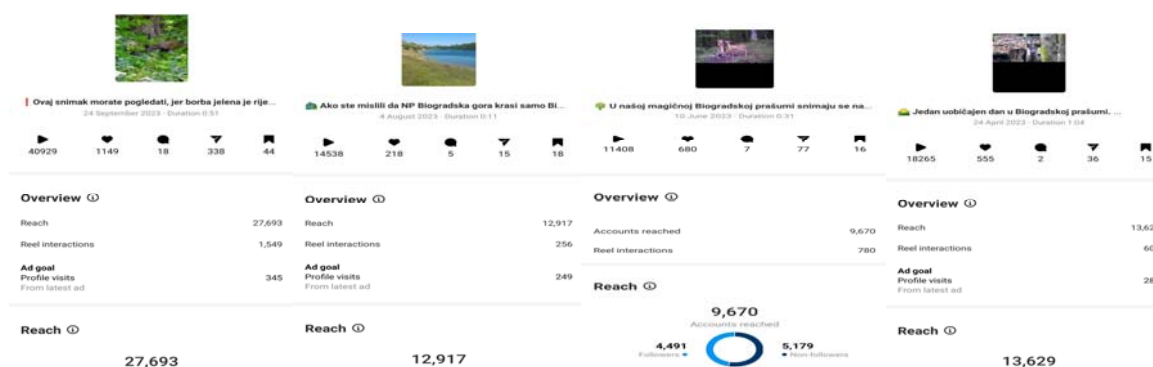 Ovaj snimak morate pogledati, jer borba jelena je rije...
24 September 2023 · Duration 0:51
40929 1149 18 338 44
Overview
Reach 27,693
Reel interactions 1,549
Ad goal
Profile visits 345
From latest ad
Reach
27,693
Ako ste mislili da NP Biogradska gora krasi samo Bi...
4 August 2023 · Duration 0:11
14538 218 5 15 18
Overview
Reach 12,917
Reel interactions 256
Ad goal
Profile visits 249
From latest ad
Reach
12,917
U našoj magičnoj Biogradskoj prašumi snimaju se na...
10 June 2023 · Duration 0:31
11408 680 7 77 16
Overview
Accounts reached 9,670
Reel interactions 780
Reach
9,670
Accounts reached
4,491 5,179
Followers Non-followers
Jedan uobičajen dan u Biogradskoj prašumi. ...
24 April 2023 · Duration 1:04
18265 555 2 36 15
Overview
Reach 13,62
Reel interactions 60
Ad goal
Profile visits 28
From latest ad
Reach
13,629